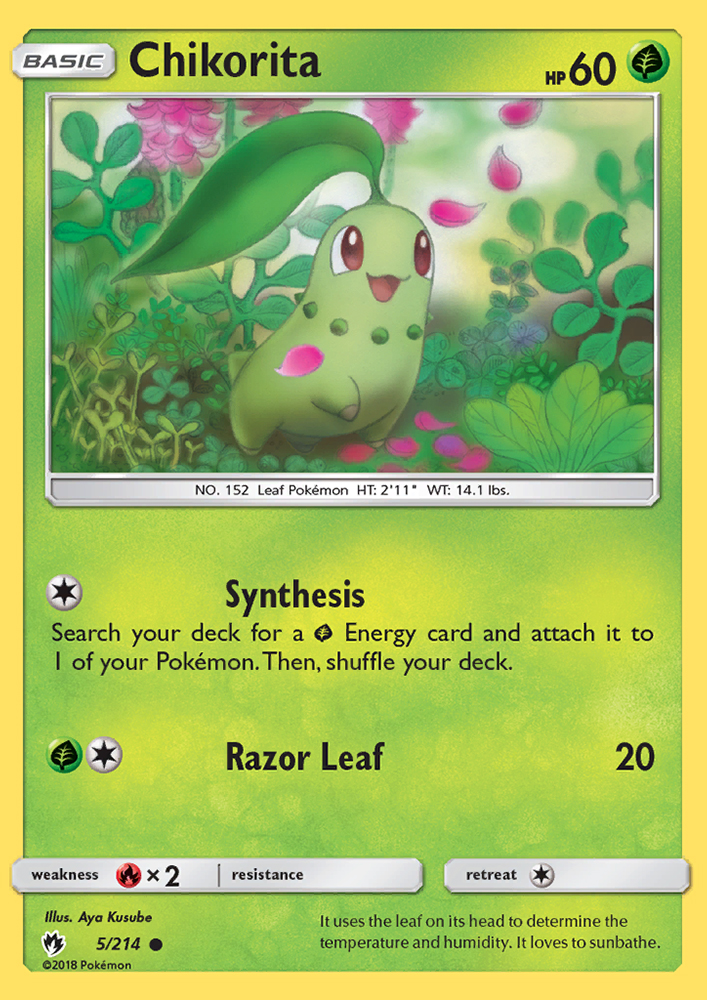 BASIC Chikorita HP 60
NO. 152 Leaf Pokémon HT: 2'11" WT: 14.1 lbs.
Synthesis
Search your deck for a Energy card and attach it to
1 of your Pokémon. Then, shuffle your deck.
Razor Leaf 20
weakness ×2 resistance retreat
Illus. Aya Kusube
5/214
©2018 Pokémon
It uses the leaf on its head to determine the
temperature and humidity. It loves to sunbathe.